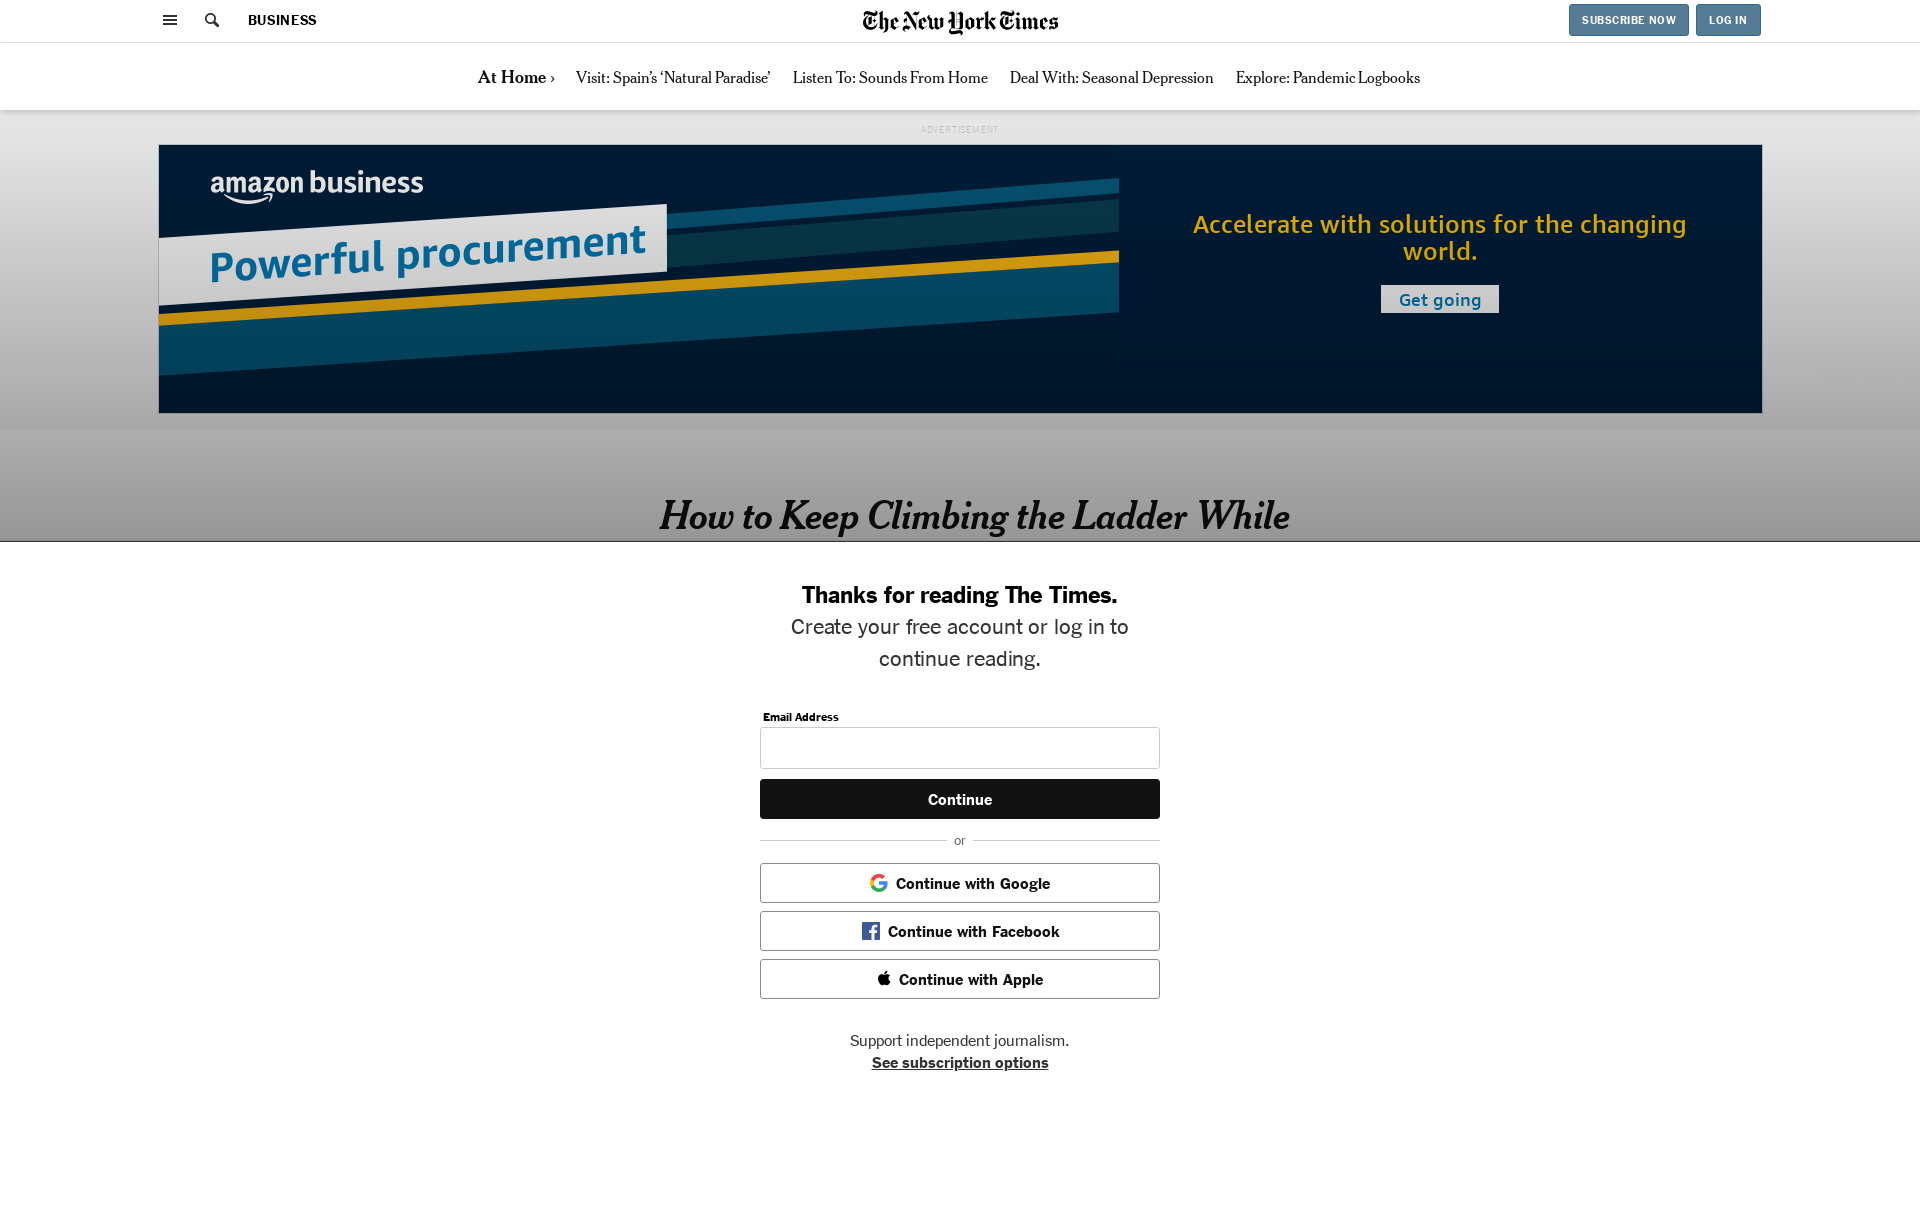 BUSINESS
The New York Times
SUBSCRIBE NOW
LOG IN
At Home ›
Visit: Spain’s ‘Natural Paradise’
Listen To: Sounds From Home
Deal With: Seasonal Depression
Explore: Pandemic Logbooks
ADVERTISEMENT
amazon business
Powerful procurement
Accelerate with solutions for the changing
world.
Get going
How to Keep Climbing the Ladder While
Thanks for reading The Times.
Create your free account or log in to
continue reading.
Email Address
Continue
or
Continue with Google
Continue with Facebook
Continue with Apple
Support independent journalism.
See subscription options